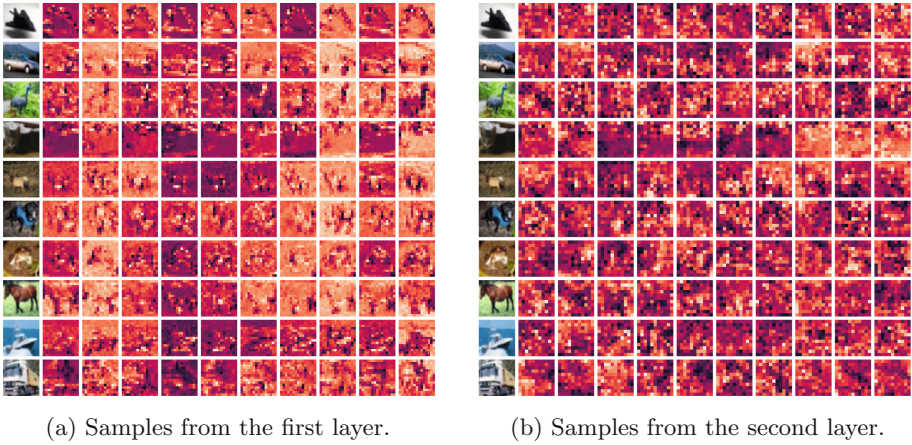 (a) Samples from the first layer.
(b) Samples from the second layer.